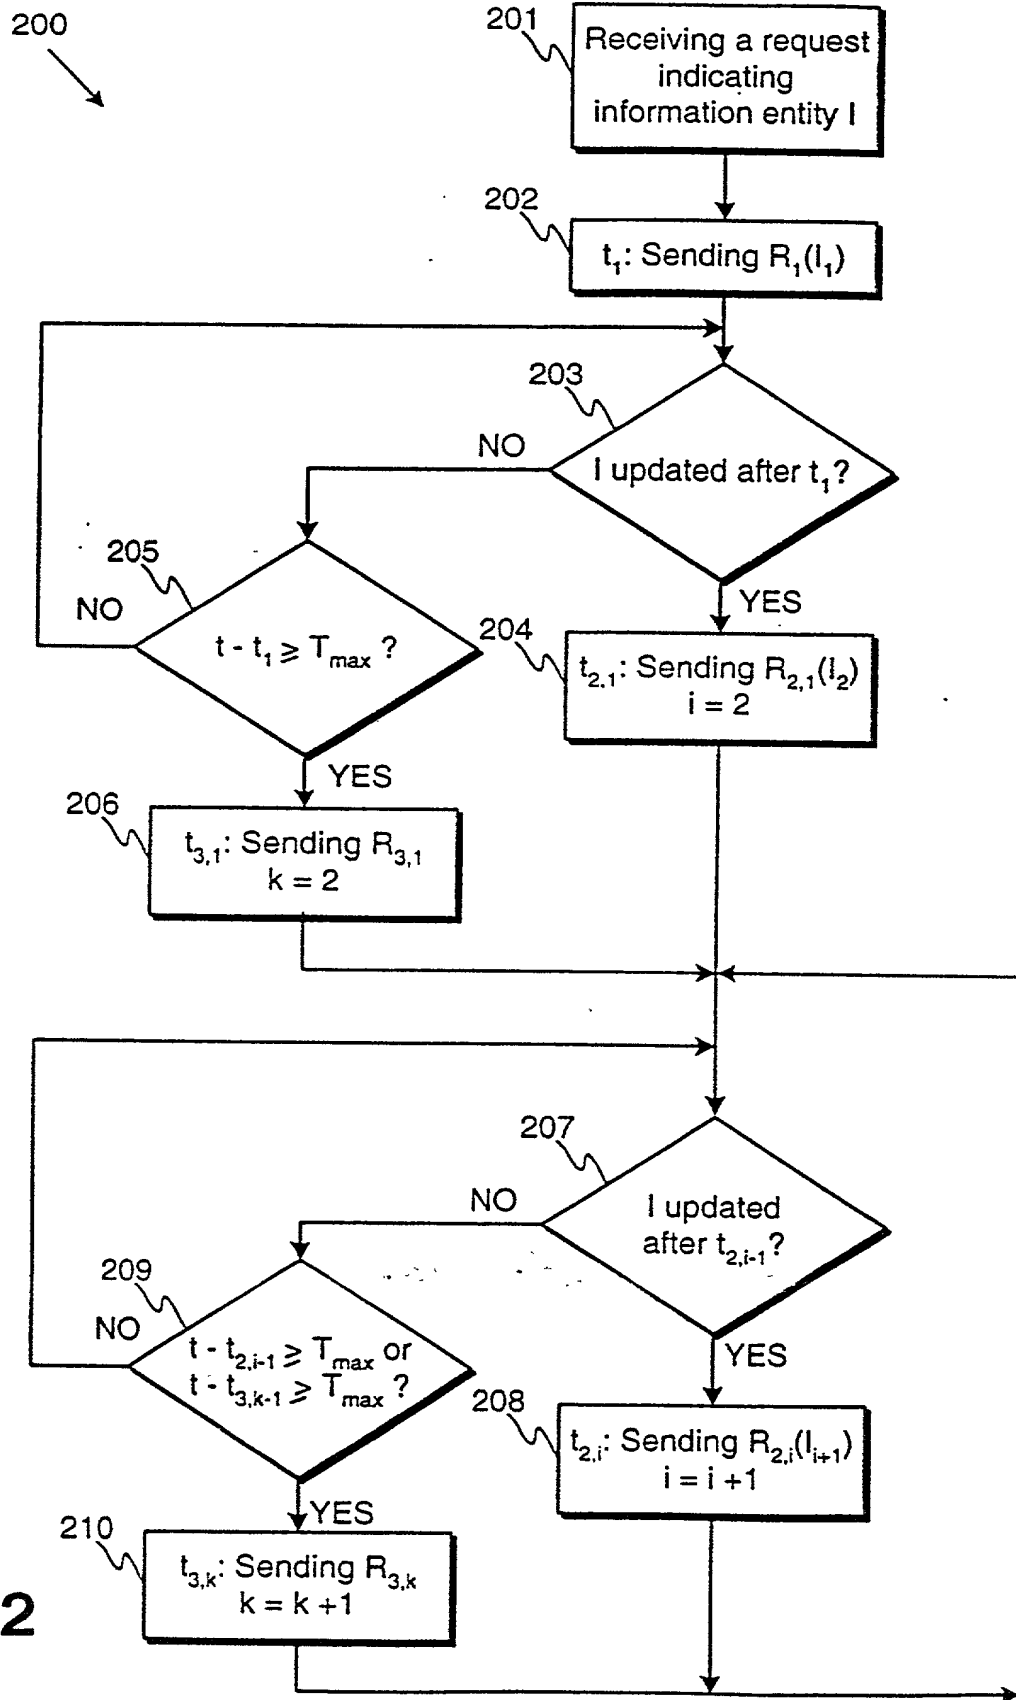 200
201
Receiving a request
indicating
information entity I
202
t₁: Sending R₁(I₁)
203
NO
I updated after t₁?
YES
205
NO
t - t₁ ≥ Tmax ?
YES
204
t₂,₁: Sending R₂,₁(I₂)
i = 2
206
t₃,₁: Sending R₃,₁
k = 2
207
NO
I updated
after t₂,i-1?
YES
209
NO
t - t₂,i-1 ≥ Tmax or
t - t₃,k-1 ≥ Tmax ?
YES
208
t₂,i: Sending R₂,i(Ii+1)
i = i +1
210
t₃,k: Sending R₃,k
k = k +1
2